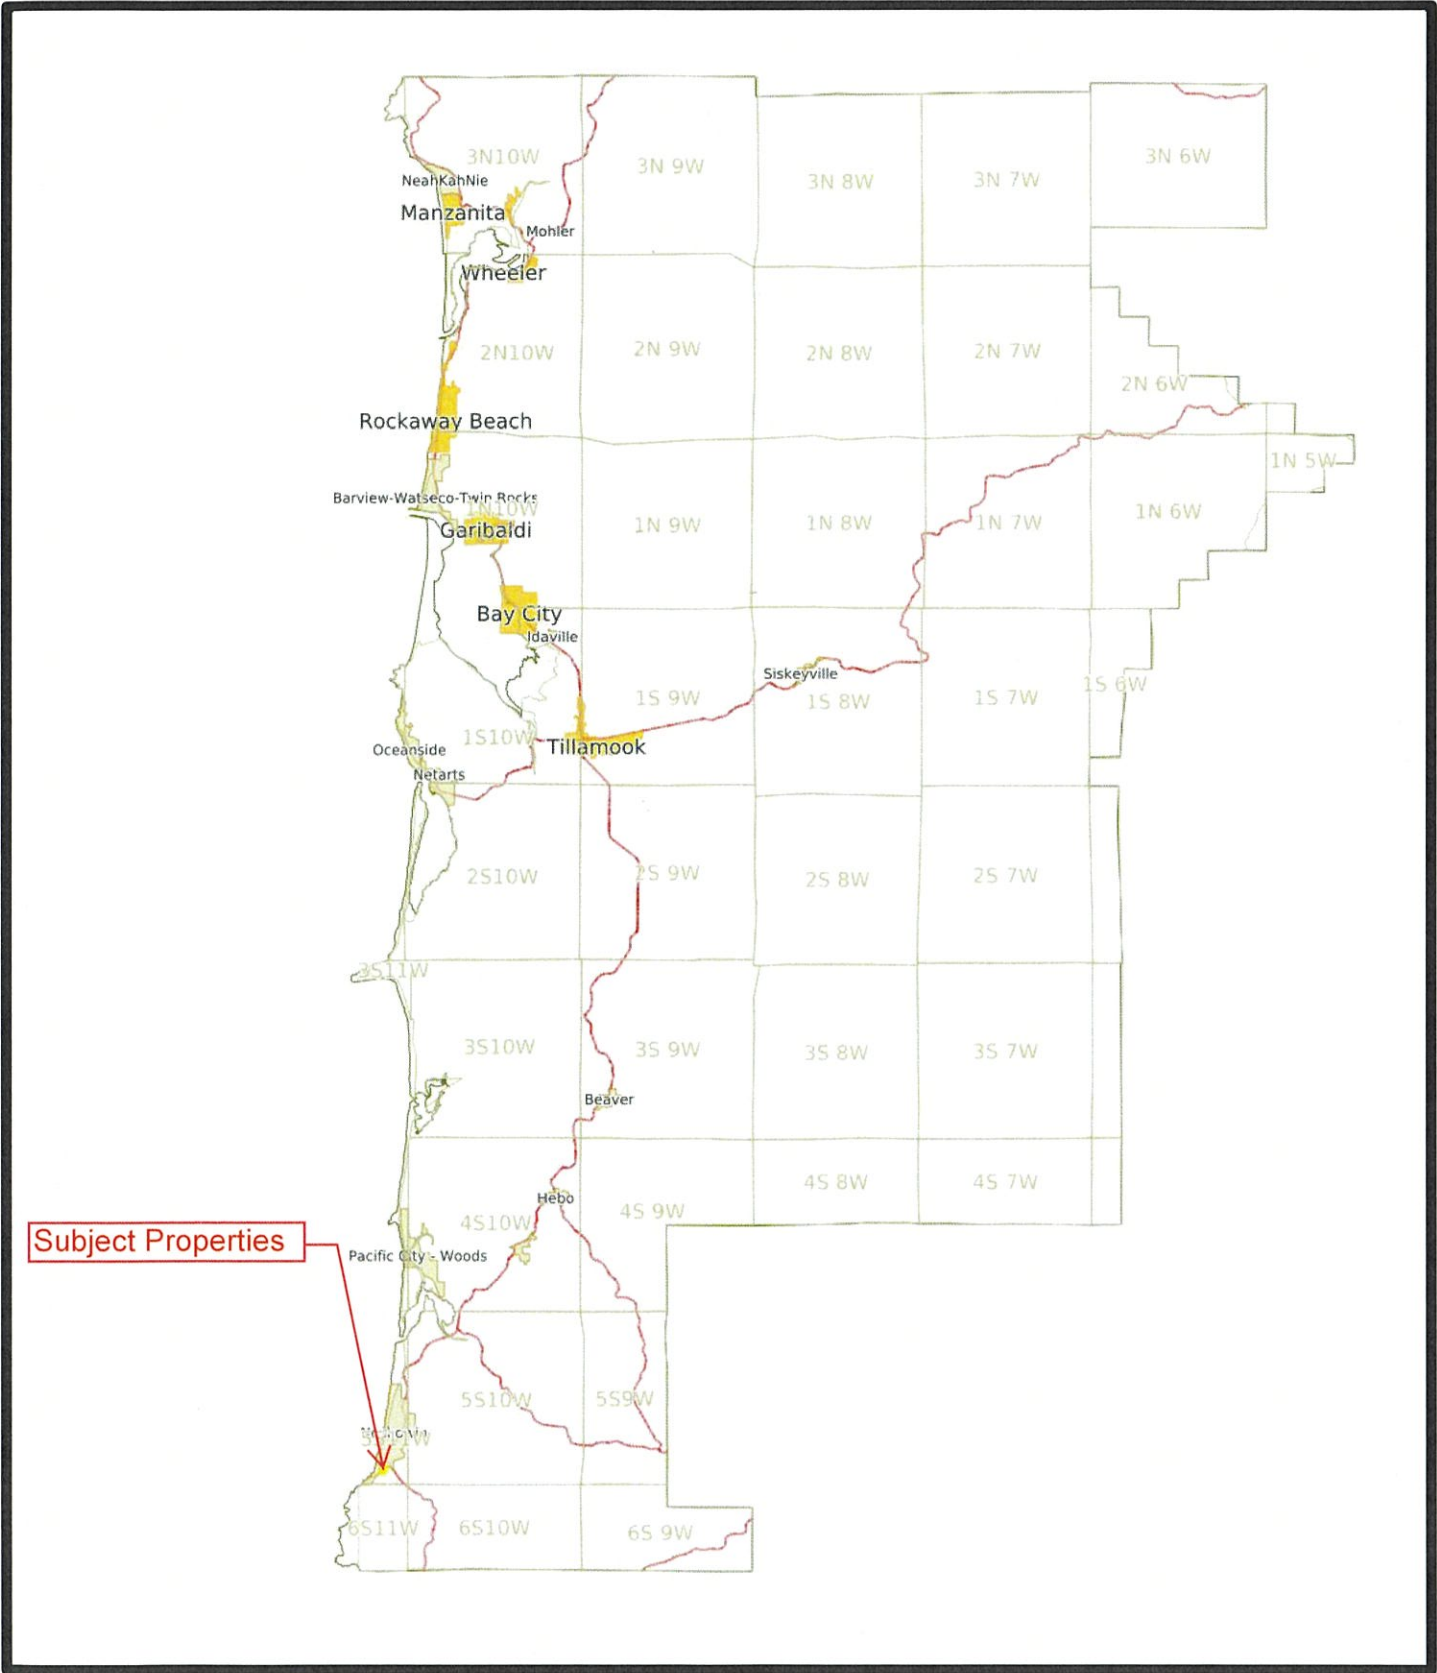 3N10W
3N 9W
3N 8W
3N 7W
3N 6W
NeahKahNie
Manzanita
Mohler
Wheeler
2N10W
2N 9W
2N 8W
2N 7W
2N 6W
Rockaway Beach
1N 5W
Barview-Watseco-Twin Rocks
1N10W
1N 9W
1N 8W
1N 7W
1N 6W
Garibaldi
Bay City
Idaville
Siskeyville
1S 9W
1S 8W
1S 7W
1S 6W
1S10W
Tillamook
Oceanside
Netarts
2S10W
2S 9W
2S 8W
2S 7W
3S11W
3S10W
3S 9W
3S 8W
3S 7W
Beaver
4S 8W
4S 7W
Hebo
4S10W
4S 9W
Subject Properties
Pacific City - Woods
5S10W
5S9W
6S11W
6S10W
6S 9W